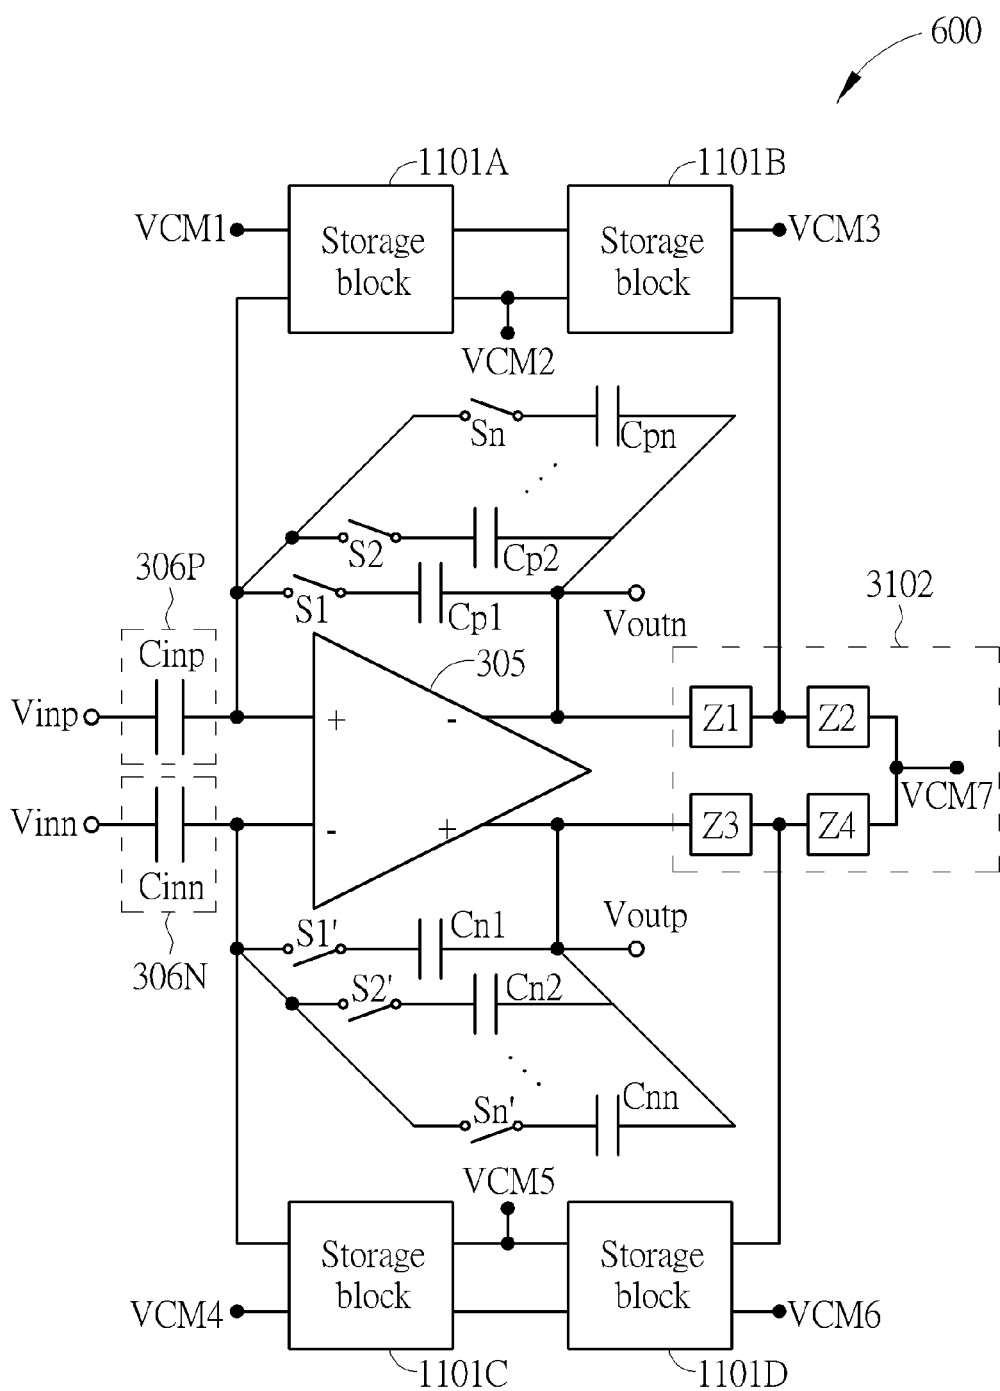 600
1101A
1101B
VCM1
Storage block
Storage block
VCM3
VCM2
Sn
Cpn
S2
Cp2
306P
S1
Cp1
Voutn
3102
Cinp
305
Vinp
+
-
Z1
Z2
VCM7
Vinn
-
+
Z3
Z4
Cinn
S1'
Cn1
Voutp
306N
S2'
Cn2
Sn'
Cnn
VCM5
Storage block
Storage block
VCM4
VCM6
1101C
1101D